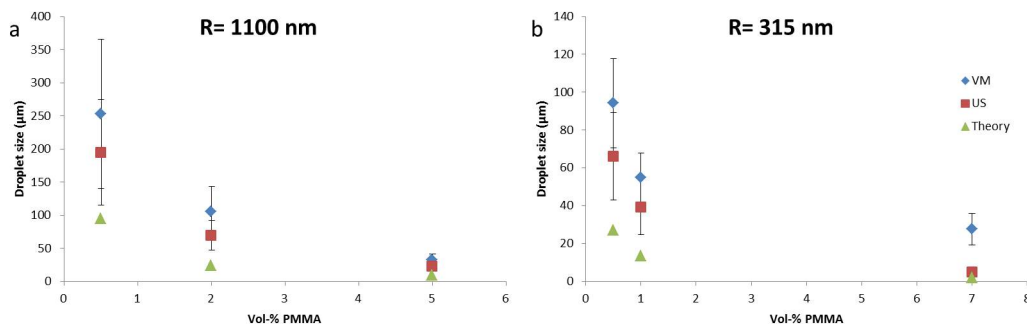 a
R= 1100 nm
Droplet size (µm)
400
350
300
250
200
150
100
50
0
0 1 2 3 4 5 6
Vol-% PMMA
b
R= 315 nm
Droplet size (µm)
140
120
100
80
60
40
20
0
0 1 2 3 4 5 6 7 8
Vol-% PMMA
VM
US
Theory